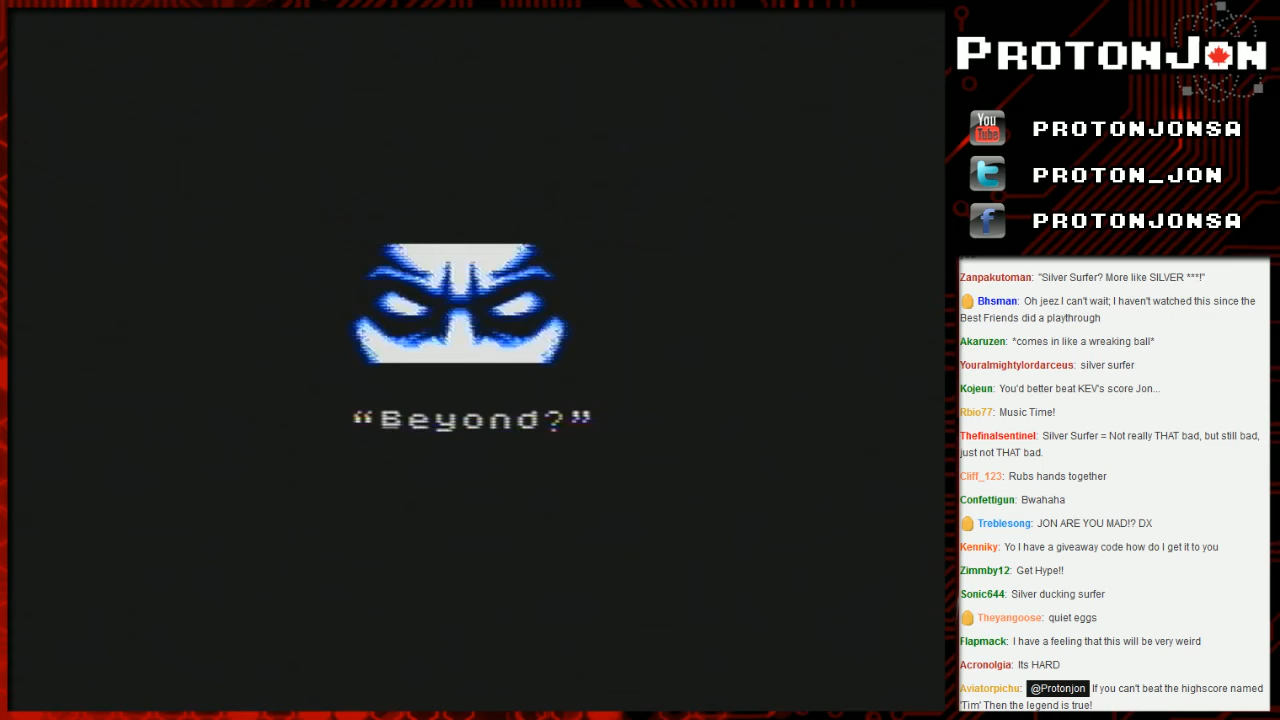 PROTONJON
You Tube PROTONJONSA
PROTON_JON
PROTONJONSA
“Beyond?”
Zanpakutoman: "Silver Surfer? More like SILVER ***!"
Bhsman: Oh jeez I can't wait; I haven't watched this since the
Best Friends did a playthrough
Akaruzen: *comes in like a wreaking ball*
Youralmightylordarceus: silver surfer
Kojeun: You'd better beat KEV's score Jon...
Rbio77: Music Time!
Thefinalsentinel: Silver Surfer = Not really THAT bad, but still bad,
just not THAT bad.
Cliff_123: Rubs hands together
Confettigun: Bwahaha
Treblesong: JON ARE YOU MAD!? DX
Kenniky: Yo I have a giveaway code how do I get it to you
Zimmby12: Get Hype!!
Sonic644: Silver ducking surfer
Theyangoose: quiet eggs
Flapmack: I have a feeling that this will be very weird
Acronolgia: Its HARD
Aviatorpichu: @Protonjon If you can't beat the highscore named
'Tim' Then the legend is true!